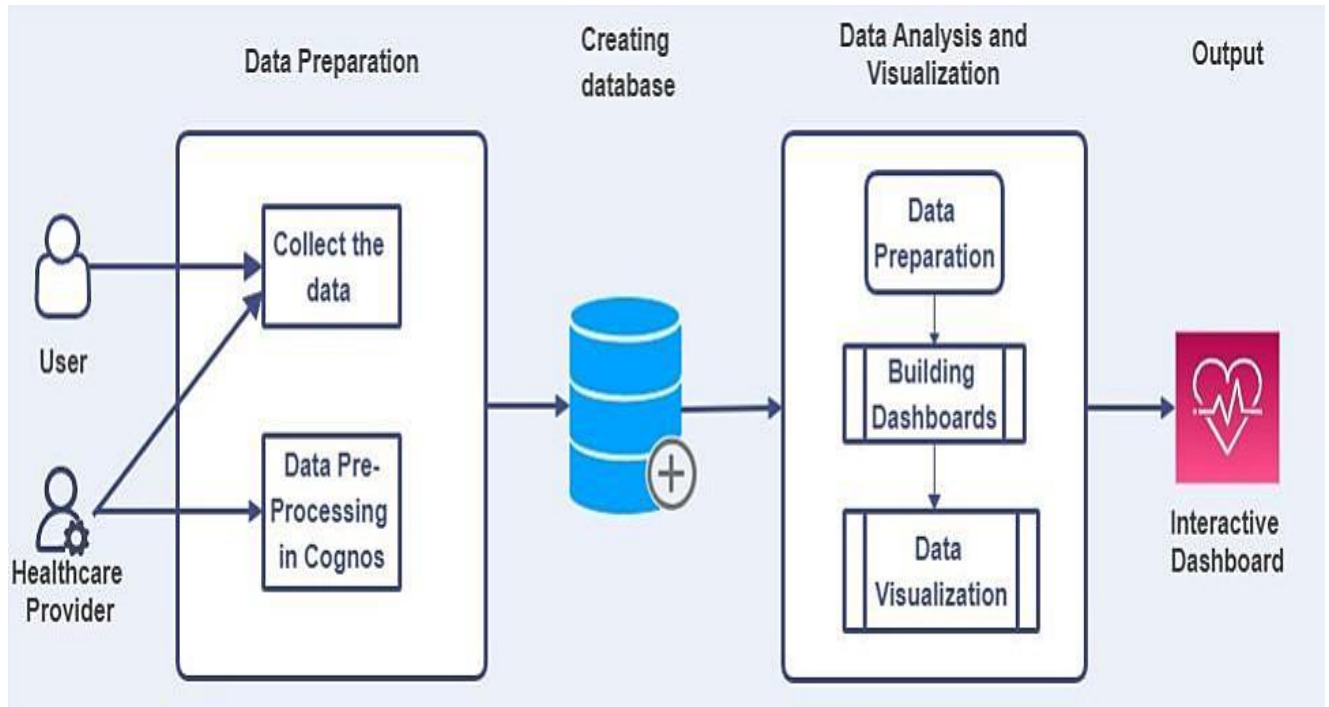 Data Preparation
Creating
database
Data Analysis and
Visualization
Output
User
Healthcare
Provider
Collect the
data
Data Pre-
Processing
in Cognos
Data
Preparation
Building
Dashboards
Data
Visualization
Interactive
Dashboard